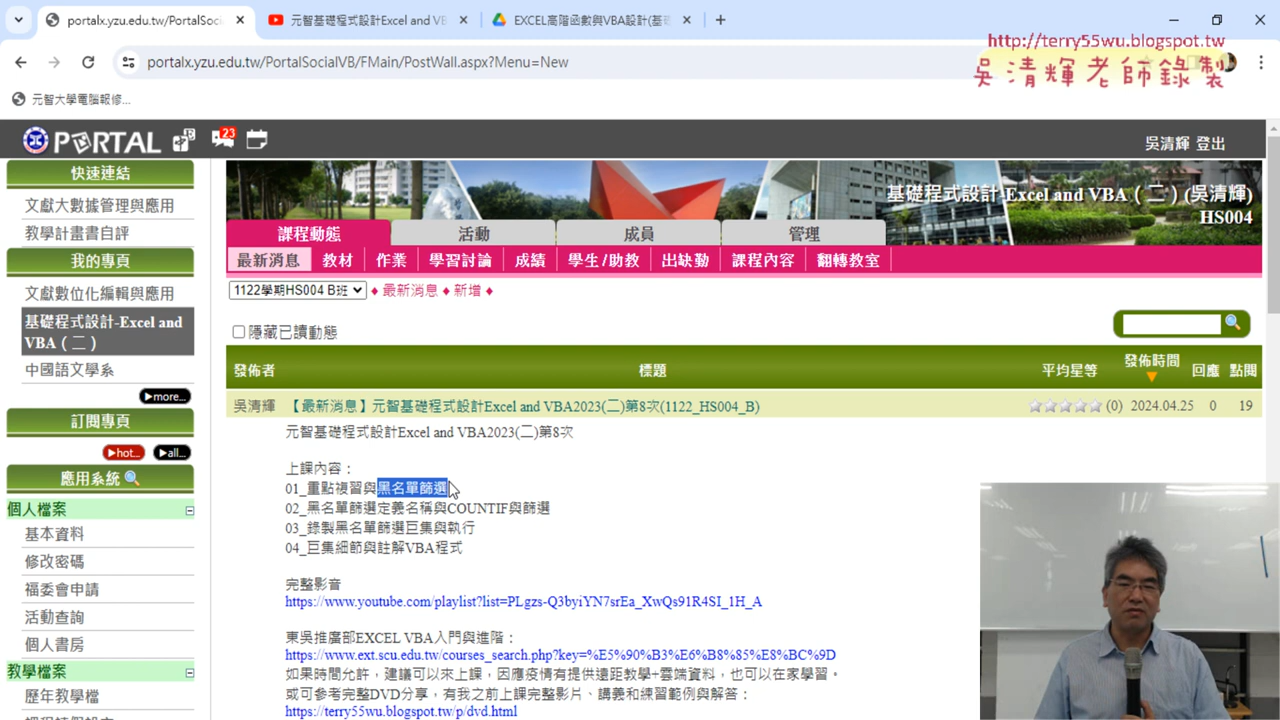 portalx.yzu.edu.tw/PortalSoci
元智基礎程式設計Excel and VB
EXCEL高階函數與VBA設計(基
http://terry55wu.blogspot.tw
portalx.yzu.edu.tw/PortalSocialVB/FMain/PostWall.aspx?Menu=New
吳清輝老師錄製
元智大學電腦報修...
PORTAL
23
吳清輝 登出
快速連結
文獻大數據管理與應用
教學計畫書自評
我的專頁
文獻數位化編輯與應用
基礎程式設計-Excel and
VBA（二）
中國語文學系
▶more...
訂閱專頁
▶hot...
▶all...
應用系統
個人檔案
基本資料
修改密碼
福委會申請
活動查詢
個人書房
教學檔案
歷年教學檔
基礎程式設計-Excel and VBA（二）(吳清輝)
HS004
課程動態
活動
成員
管理
最新消息
教材
作業
學習討論
成績
學生/助教
出缺勤
課程內容
翻轉教室
1122學期HS004 B班
♦ 最新消息 ♦ 新增 ♦
隱藏已讀動態
發佈者
標題
平均星等
發佈時間
▼
回應
點閱
吳清輝
【最新消息】元智基礎程式設計Excel and VBA2023(二)第8次(1122_HS004_B)
(0)
2024.04.25
0
19
元智基礎程式設計Excel and VBA2023(二)第8次
上課內容：
01_重點複習與黑名單篩選
02_黑名單篩選定義名稱與COUNTIF與篩選
03_錄製黑名單篩選巨集與執行
04_巨集細節與註解VBA程式
完整影音
https://www.youtube.com/playlist?list=PLgzs-Q3byiYN7srEa_XwQs91R4SI_1H_A
東吳推廣部EXCEL VBA入門與進階：
https://www.ext.scu.edu.tw/courses_search.php?key=%E5%90%B3%E6%B8%85%E8%BC%9D
如果時間允許，建議可以來上課，因應疫情有提供遠距教學+雲端資料，也可以在家學習。
或可參考完整DVD分享，有我之前上課完整影片、講義和練習範例與解答：
https://terry55wu.blogspot.tw/p/dvd.html